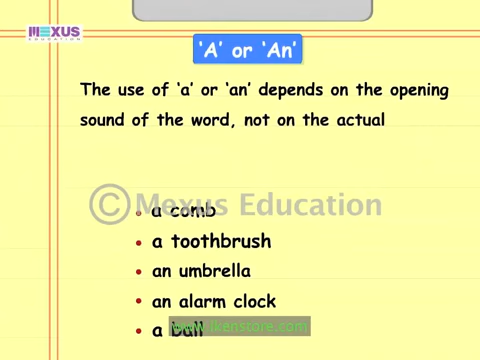 MEXUS
EDUCATION
'A' or 'An'
The use of 'a' or 'an' depends on the opening
sound of the word, not on the actual
© Mexus Education
• a comb
• a toothbrush
• an umbrella
• an alarm clock
• a ball
www.ikenstore.com